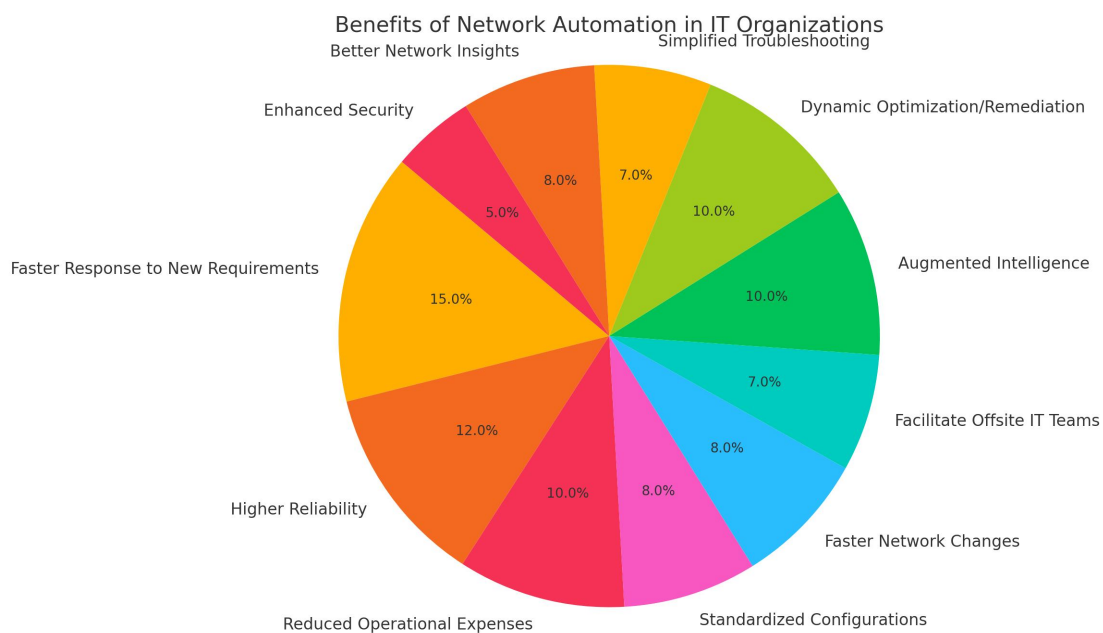 Benefits of Network Automation in IT Organizations
Simplified Troubleshooting
Better Network Insights
Dynamic Optimization/Remediation
Enhanced Security
7.0%
8.0%
10.0%
5.0%
Augmented Intelligence
Faster Response to New Requirements
10.0%
15.0%
7.0%
Facilitate Offsite IT Teams
12.0%
8.0%
10.0%
8.0%
Higher Reliability
Faster Network Changes
Standardized Configurations
Reduced Operational Expenses